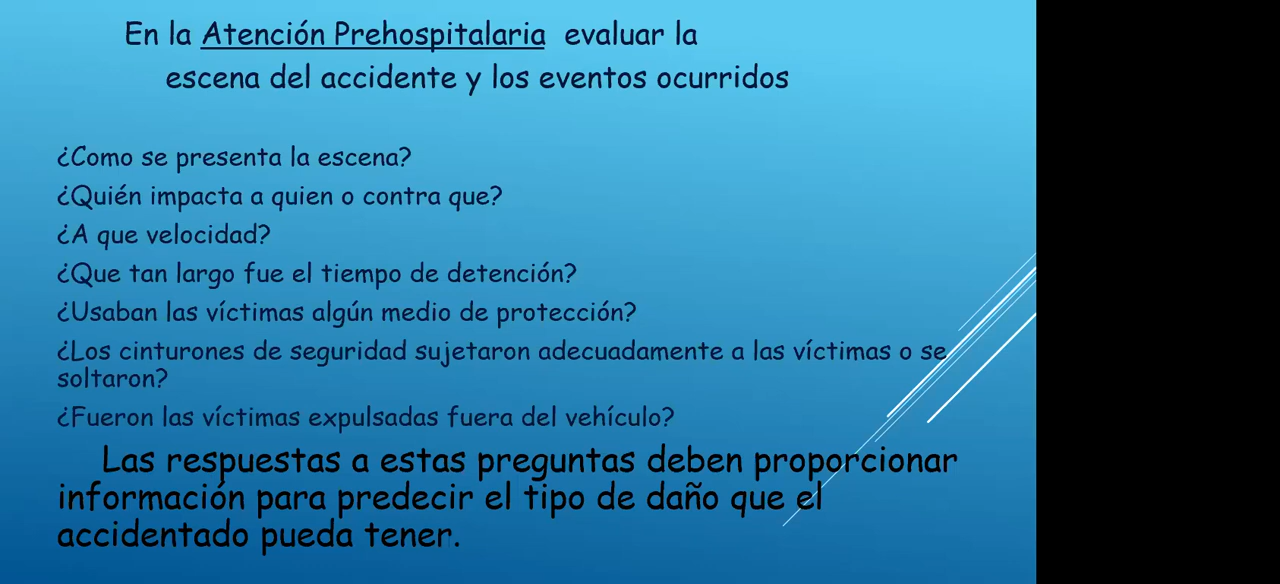 En la Atención Prehospitalaria evaluar la
escena del accidente y los eventos ocurridos
¿Como se presenta la escena?
¿Quién impacta a quien o contra que?
¿A que velocidad?
¿Que tan largo fue el tiempo de detención?
¿Usaban las víctimas algún medio de protección?
¿Los cinturones de seguridad sujetaron adecuadamente a las víctimas o se
soltaron?
¿Fueron las víctimas expulsadas fuera del vehículo?
Las respuestas a estas preguntas deben proporcionar
información para predecir el tipo de daño que el
accidentado pueda tener.